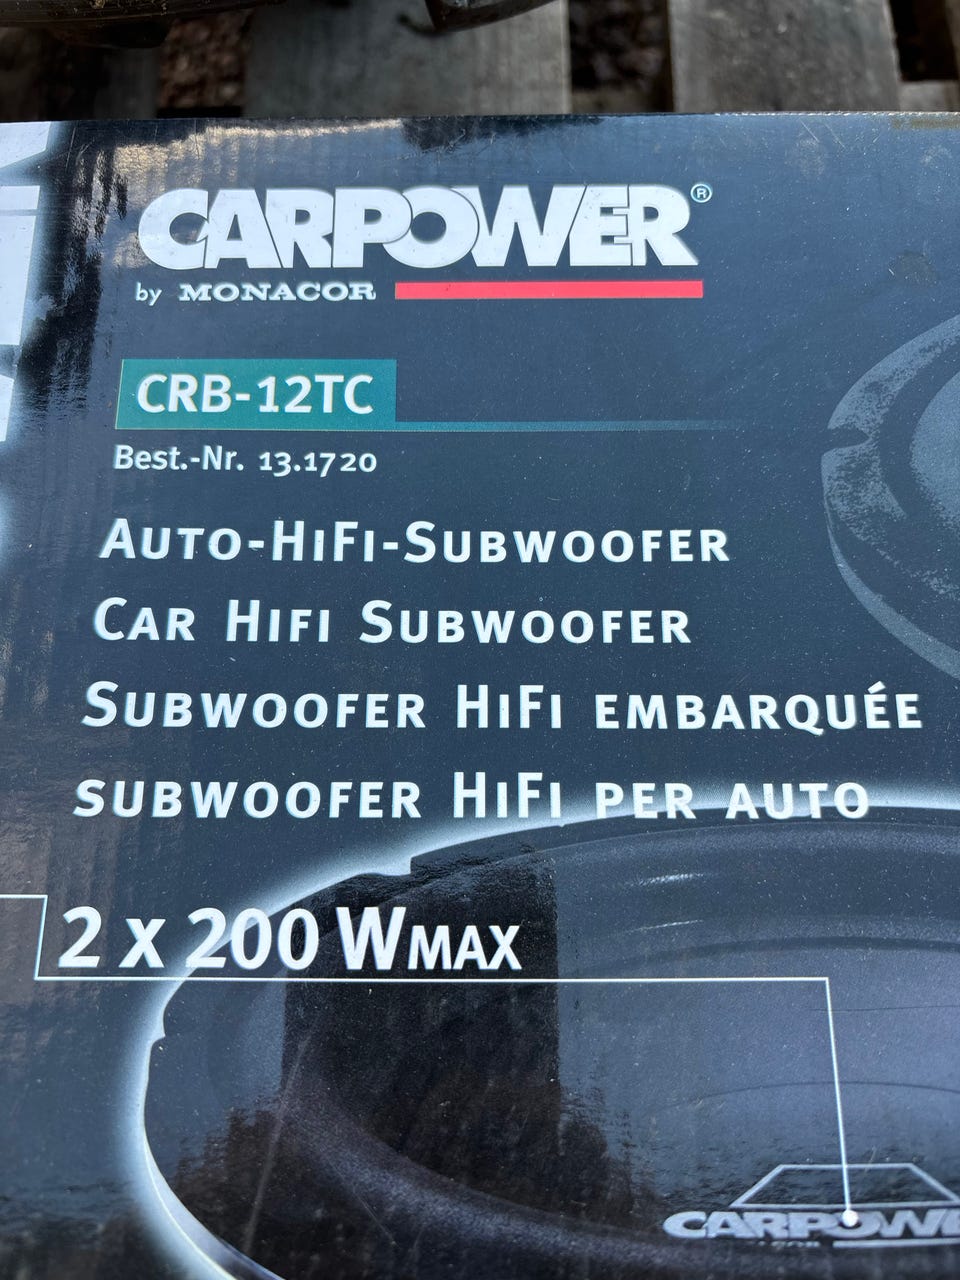 CARPOWER®
by MONACOR
CRB-12TC
Best.-Nr. 13.1720
AUTO-HIFI-SUBWOOFER
CAR HIFI SUBWOOFER
SUBWOOFER HIFI EMBARQUÉE
SUBWOOFER HIFI PER AUTO
2 x 200 WMAX
CARPOWE